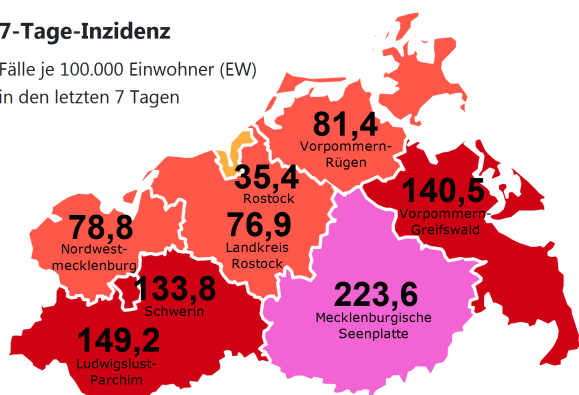 7-Tage-Inzidenz
Fälle je 100.000 Einwohner (EW)
in den letzten 7 Tagen
81,4
Vorpommern-
Rügen
35,4
Rostock
140,5
Vorpommern-
Greifswald
78,8
Nordwest-
mecklenburg
76,9
Landkreis
Rostock
133,8
Schwerin
223,6
Mecklenburgische
Seenplatte
149,2
Ludwigslust-
Parchim